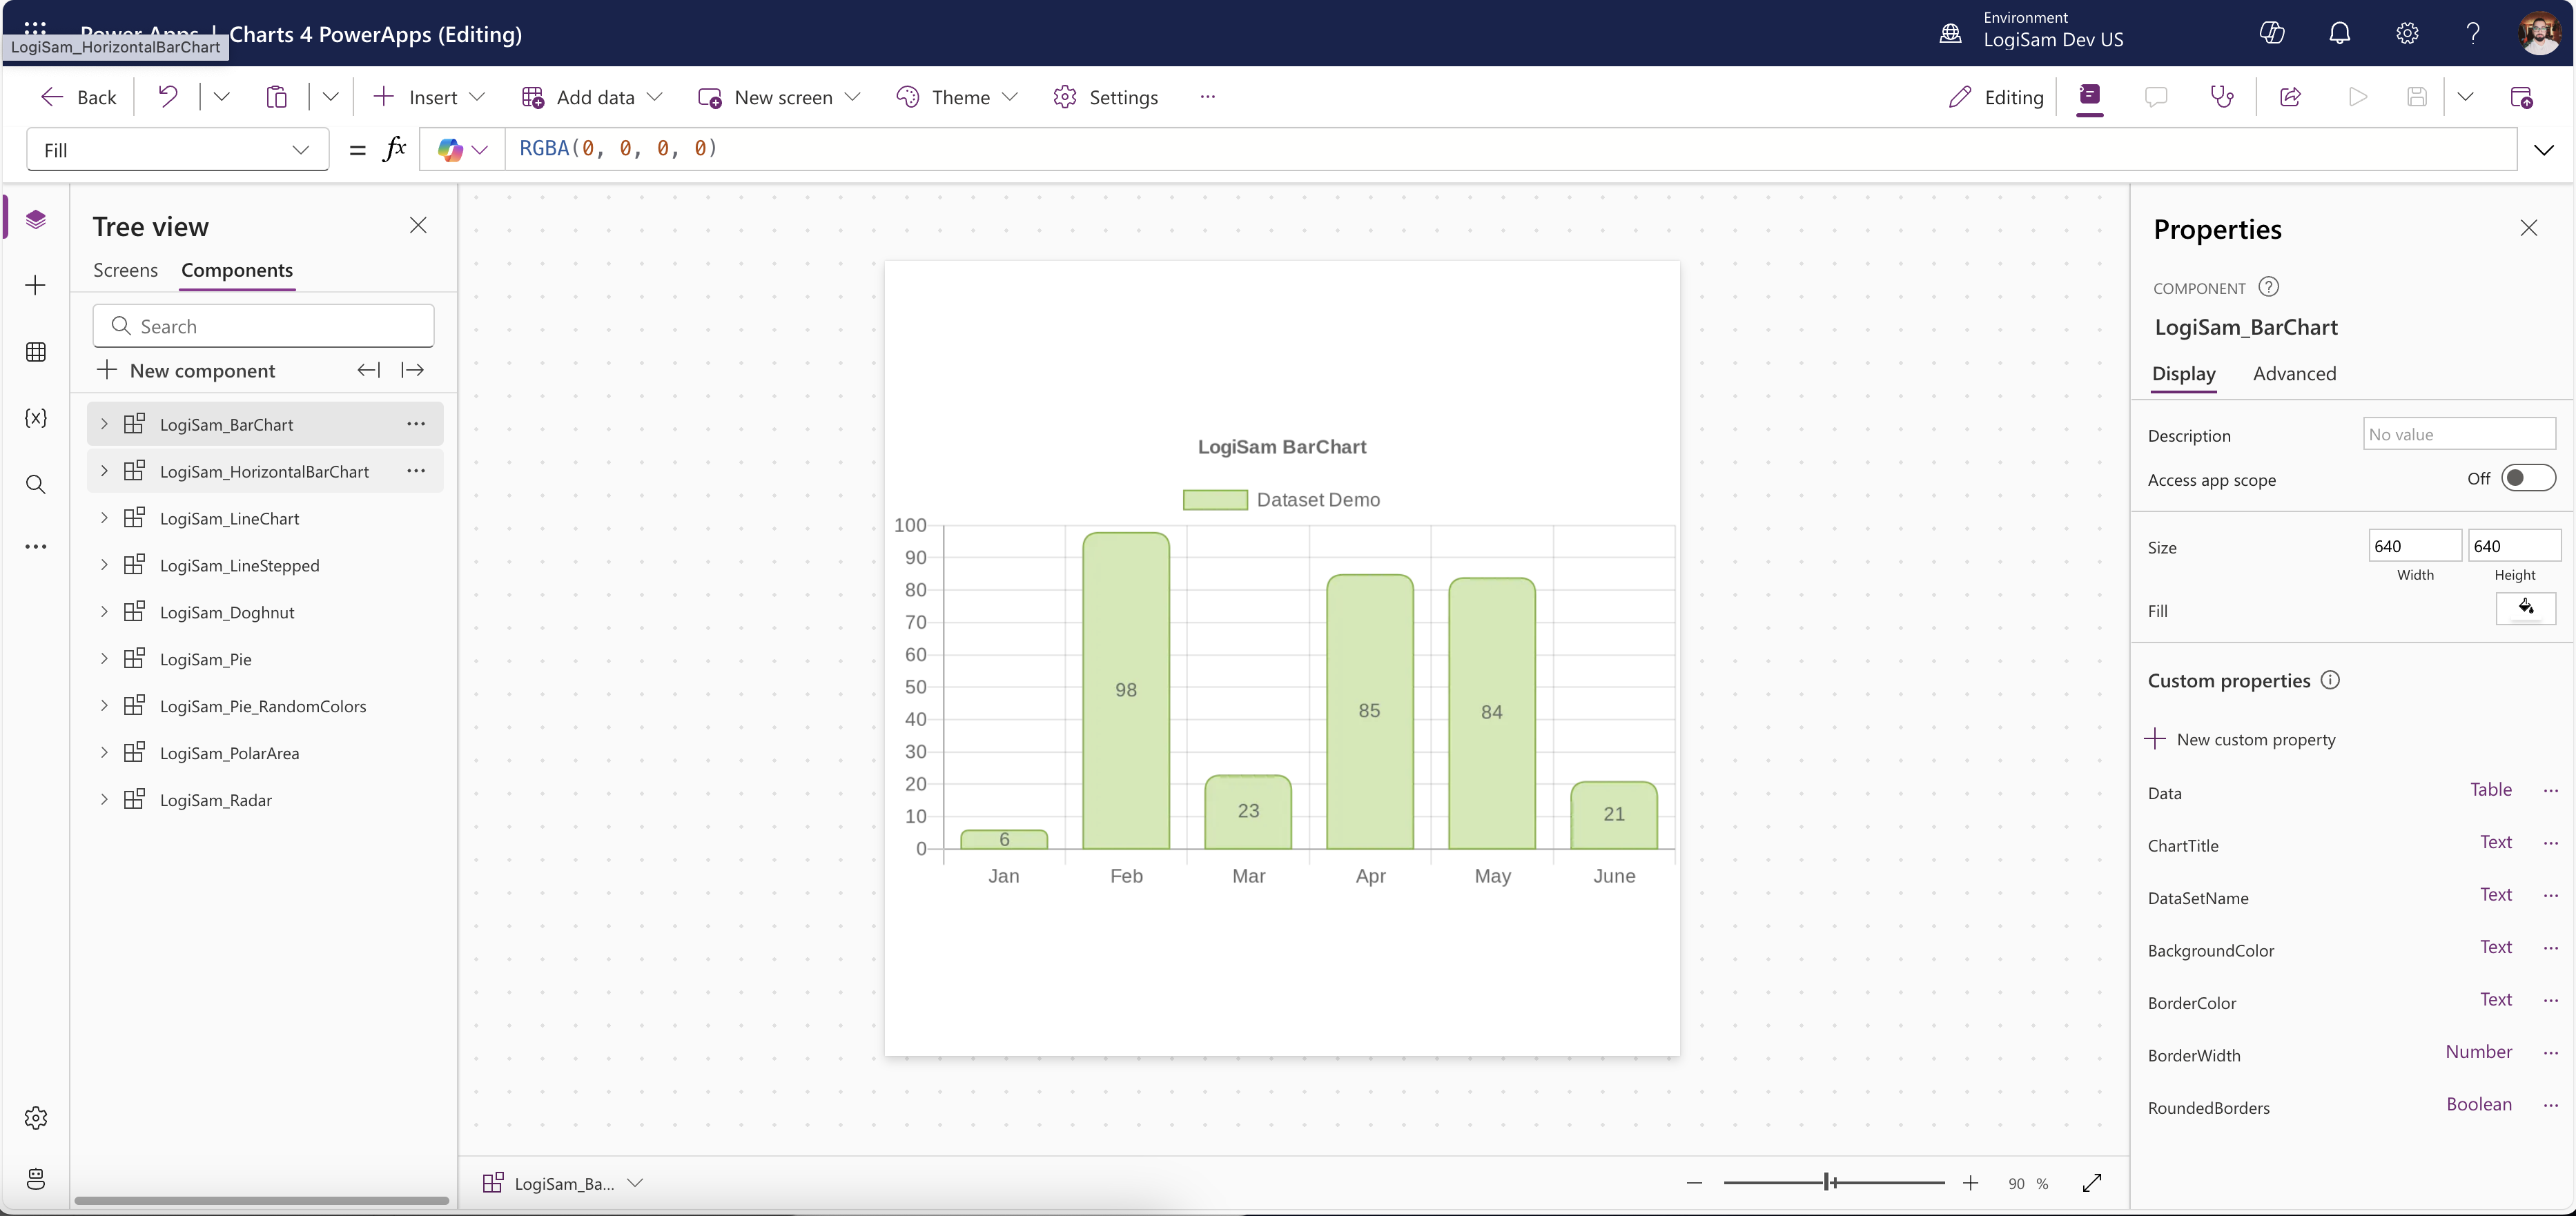 Power Apps | Charts 4 PowerApps (Editing)
LogiSam_HorizontalBarChart
Environment
LogiSam Dev US
Back
Insert
Add data
New screen
Theme
Settings
Editing
Fill
= fx
RGBA(0, 0, 0, 0)
Tree view
Screens
Components
Search
New component
LogiSam_BarChart
LogiSam_HorizontalBarChart
LogiSam_LineChart
LogiSam_LineStepped
LogiSam_Doghnut
LogiSam_Pie
LogiSam_Pie_RandomColors
LogiSam_PolarArea
LogiSam_Radar
LogiSam BarChart
Dataset Demo
100
90
80
70
60
50
40
30
20
10
0
6
98
23
85
84
21
Jan
Feb
Mar
Apr
May
June
LogiSam_Ba...
90 %
Properties
COMPONENT
LogiSam_BarChart
Display
Advanced
Description
No value
Access app scope
Off
Size
640
640
Width
Height
Fill
Custom properties
New custom property
Data
Table
ChartTitle
Text
DataSetName
Text
BackgroundColor
Text
BorderColor
Text
BorderWidth
Number
RoundedBorders
Boolean